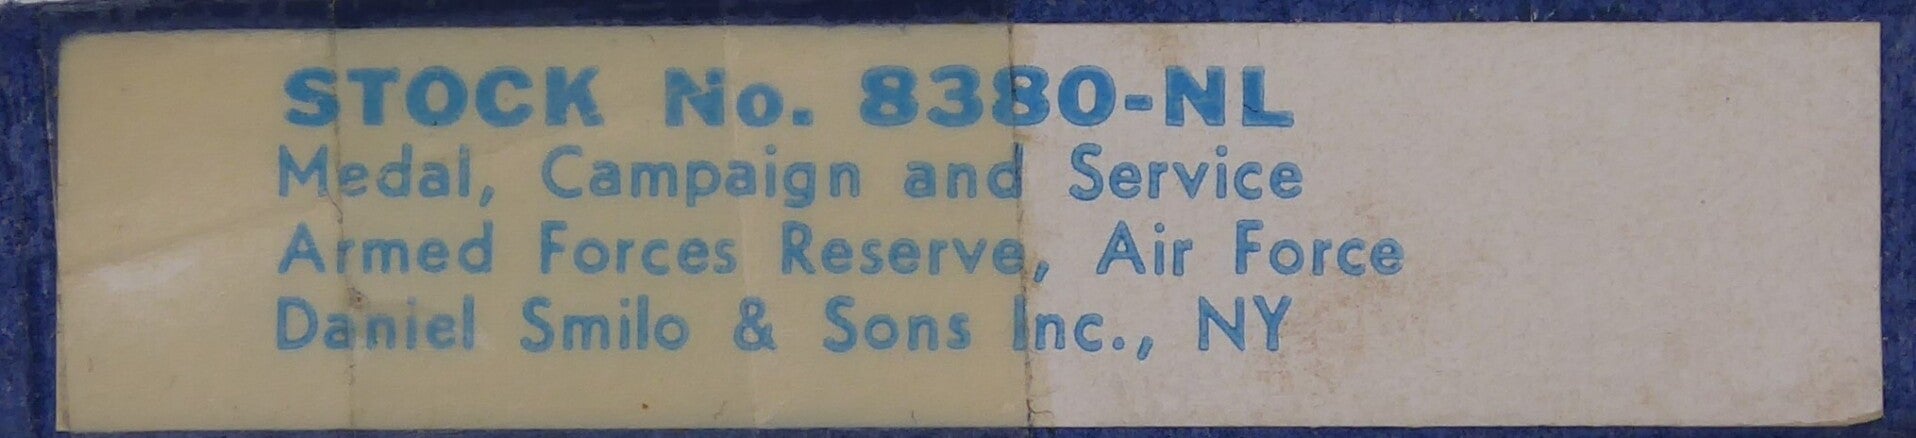 STOCK No. 8380-NL
Medal, Campaign and Service
Armed Forces Reserve, Air Force
Daniel Smilo & Sons Inc., NY